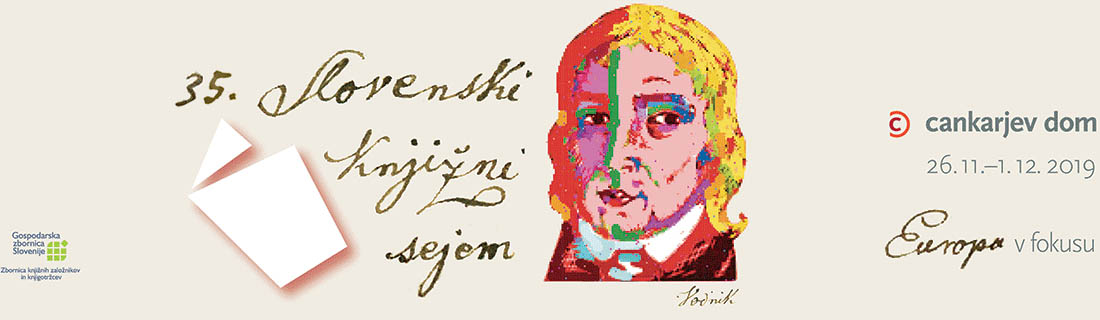 35. Slovenski
knjižni
sejem
Vodnik
cankarjev dom
26. 11.–1. 12. 2019
Europa v fokusu
Gospodarska
zbornica
Slovenije
Zbornica knjižnih založnikov
in knjigotržcev